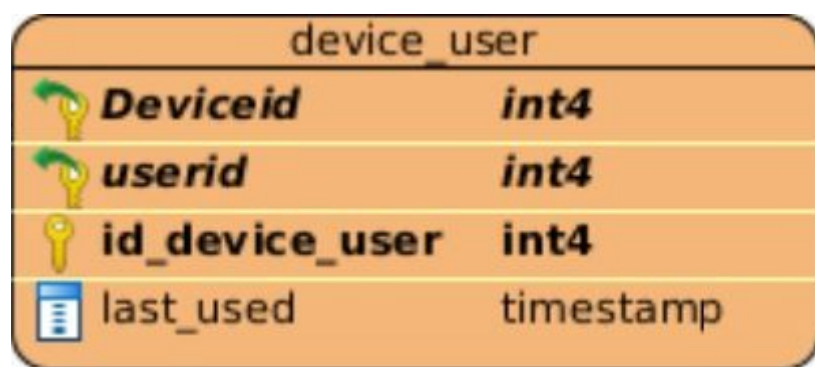 device_user
Deviceid int4
userid int4
id_device_user int4
last_used timestamp